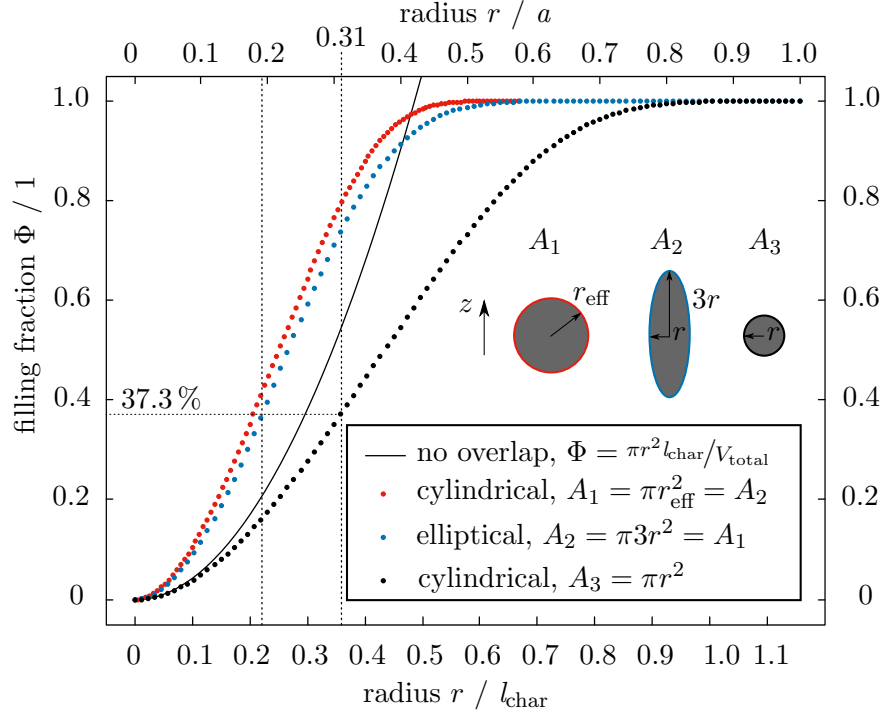 radius r / a
0 0.1 0.2 0.31 0.4 0.5 0.6 0.7 0.8 0.9 1.0
filling fraction Φ / 1
1.0 1.0
0.8 0.8
0.6 0.6
0.4 0.4
0.2 0.2
0 0
37.3 %
A₁ A₂ A₃
z
r_eff
3r
r
r
no overlap, Φ = πr² l_char/V_total
cylindrical, A₁ = πr²_eff = A₂
elliptical, A₂ = π3r² = A₁
cylindrical, A₃ = πr²
0 0.1 0.2 0.3 0.4 0.5 0.6 0.7 0.8 0.9 1.0 1.1
radius r / l_char